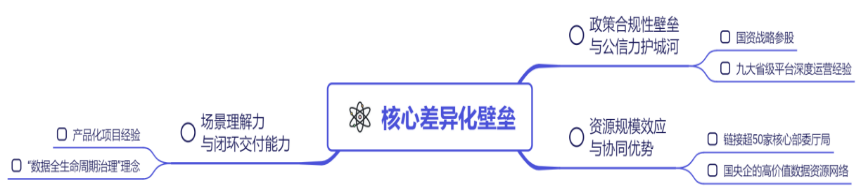 核心差异化壁垒
政策合规性壁垒
与公信力护城河
国资战略参股
九大省级平台深度运营经验
资源规模效应
与协同优势
链接超50家核心部委厅局
国央企的高价值数据资源网络
场景理解力
与闭环交付能力
产品化项目经验
“数据全生命周期治理”理念